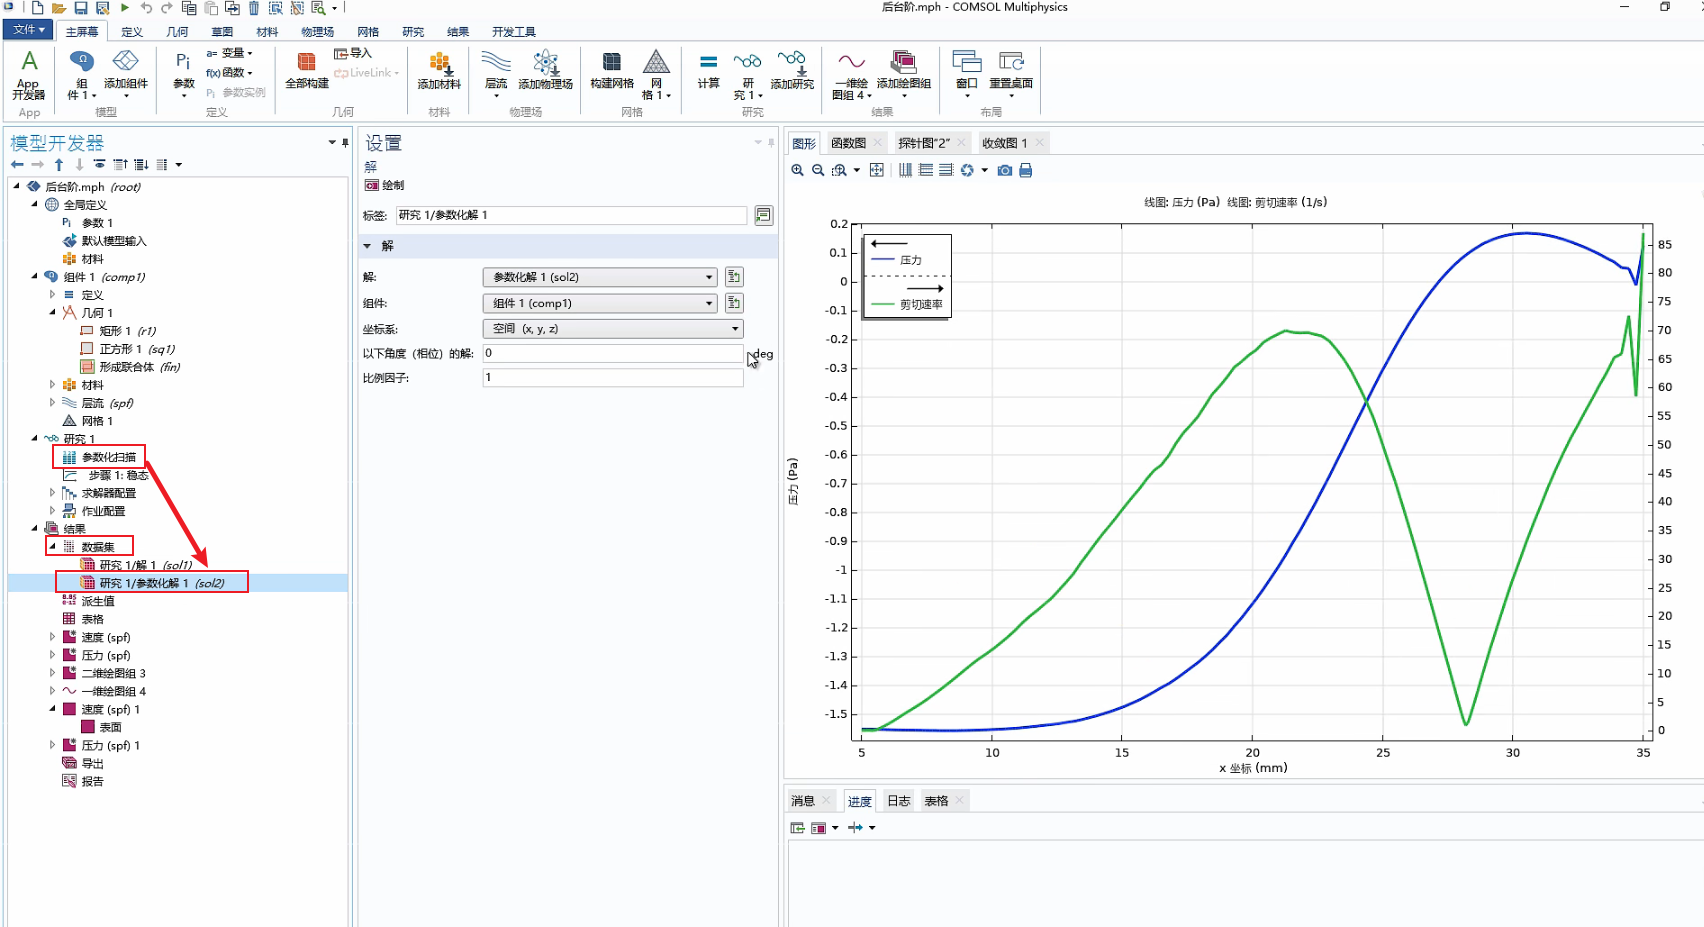 后台阶.mph - COMSOL Multiphysics
文件 主屏幕 定义 几何 草图 材料 物理场 网格 研究 结果 开发工具
App 开发器
App
组件 1
添加组件
模型
参数
a= 变量
f(x) 函数
Pi 参数实例
定义
全部构建
导入
LiveLink
几何
添加材料
材料
层流
添加物理场
物理场
构建网格
网格 1
网格
计算
研究 1
添加研究
研究
一维绘图组 4
添加绘图组
结果
窗口
重置桌面
布局
模型开发器
后台阶.mph (root)
全局定义
Pi 参数 1
默认模型输入
材料
组件 1 (comp1)
定义
几何 1
矩形 1 (r1)
正方形 1 (sq1)
形成联合体 (fin)
材料
层流 (spf)
网格 1
研究 1
参数化扫描
步骤 1: 稳态
求解器配置
作业配置
结果
数据集
研究 1/解 1 (sol1)
研究 1/参数化解 1 (sol2)
8.85
e-12
派生值
表格
速度 (spf)
压力 (spf)
二维绘图组 3
一维绘图组 4
速度 (spf) 1
表面
压力 (spf) 1
导出
报告
设置
解
绘制
标签: 研究 1/参数化解 1
解
解: 参数化解 1 (sol2)
组件: 组件 1 (comp1)
坐标系: 空间 (x, y, z)
以下角度（相位）的解: 0 deg
比例因子: 1
图形 函数图 探针图"2" 收敛图 1
线图: 压力 (Pa) 线图: 剪切速率 (1/s)
压力
剪切速率
压力 (Pa)
0.2
0.1
0
-0.1
-0.2
-0.3
-0.4
-0.5
-0.6
-0.7
-0.8
-0.9
-1
-1.1
-1.2
-1.3
-1.4
-1.5
85
80
75
70
65
60
55
50
45
40
35
30
25
20
15
10
5
0
5 10 15 20 25 30 35
x 坐标 (mm)
消息 进度 日志 表格